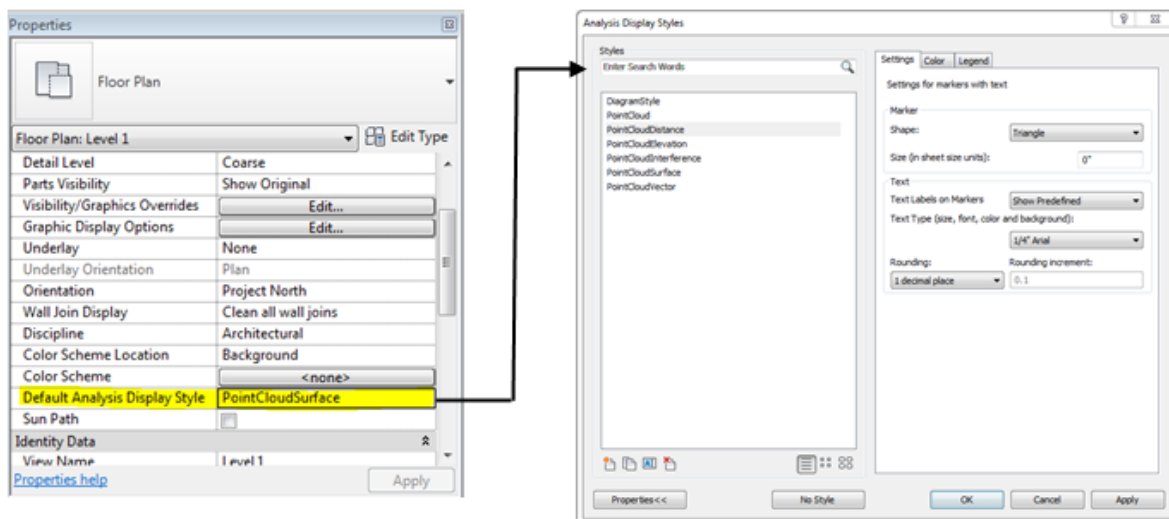 Properties
Floor Plan
Floor Plan: Level 1 Edit Type
Detail Level Coarse
Parts Visibility Show Original
Visibility/Graphics Overrides Edit...
Graphic Display Options Edit...
Underlay None
Underlay Orientation Plan
Orientation Project North
Wall Join Display Clean all wall joins
Discipline Architectural
Color Scheme Location Background
Color Scheme <none>
Default Analysis Display Style PointCloudSurface
Sun Path
Identity Data
View Name Level 1
Properties help Apply
Analysis Display Styles
Styles
Enter Search Words
DiagramStyle
PointCloud
PointCloudDistance
PointCloudElevation
PointCloudInterference
PointCloudSurface
PointCloudVector
Properties<< No Style
Settings Color Legend
Settings for markers with text
Marker
Shape: Triangle
Size (in sheet size units): 0"
Text
Text Labels on Markers Show Predefined
Text Type (size, font, color and background):
1/4" Arial
Rounding: Rounding increment:
1 decimal place 0.1
OK Cancel Apply